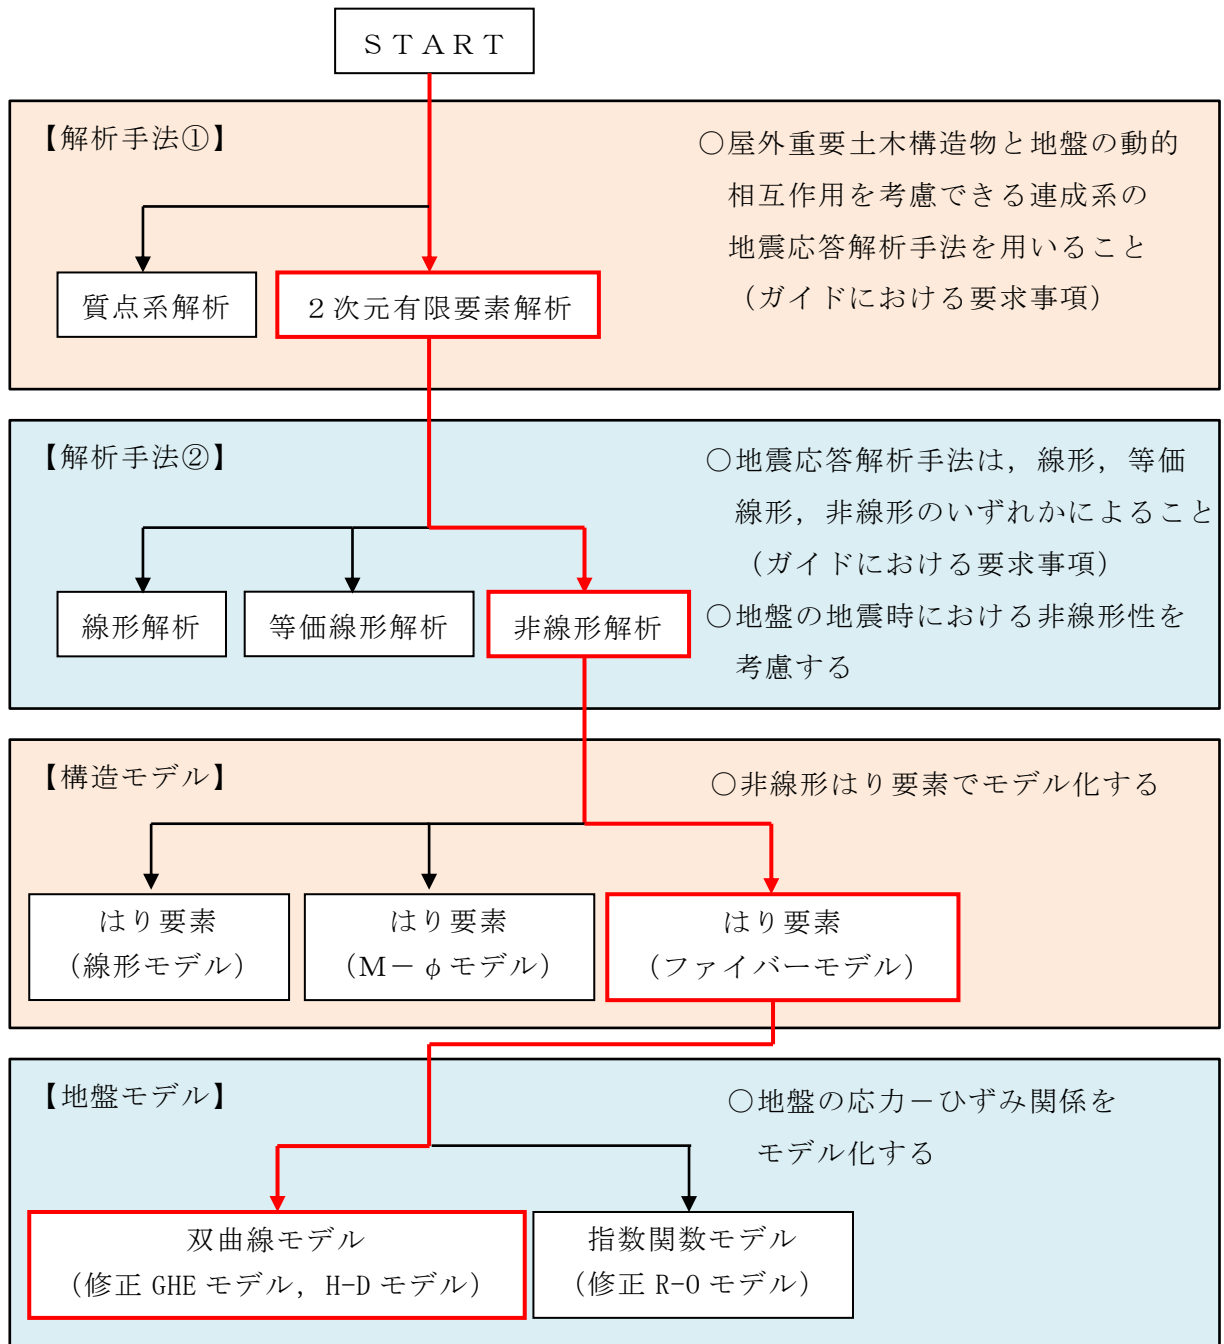 ＳＴＡＲＴ
【解析手法①】
○屋外重要土木構造物と地盤の動的
相互作用を考慮できる連成系の
地震応答解析手法を用いること
（ガイドにおける要求事項）
質点系解析
２次元有限要素解析
【解析手法②】
○地震応答解析手法は，線形，等価
線形，非線形のいずれかによること
（ガイドにおける要求事項）
○地盤の地震時における非線形性を
考慮する
線形解析
等価線形解析
非線形解析
【構造モデル】
○非線形はり要素でモデル化する
はり要素
（線形モデル）
はり要素
（Ｍ－φモデル）
はり要素
（ファイバーモデル）
【地盤モデル】
○地盤の応力－ひずみ関係を
モデル化する
双曲線モデル
（修正 GHE モデル，H-D モデル）
指数関数モデル
（修正 R-O モデル）